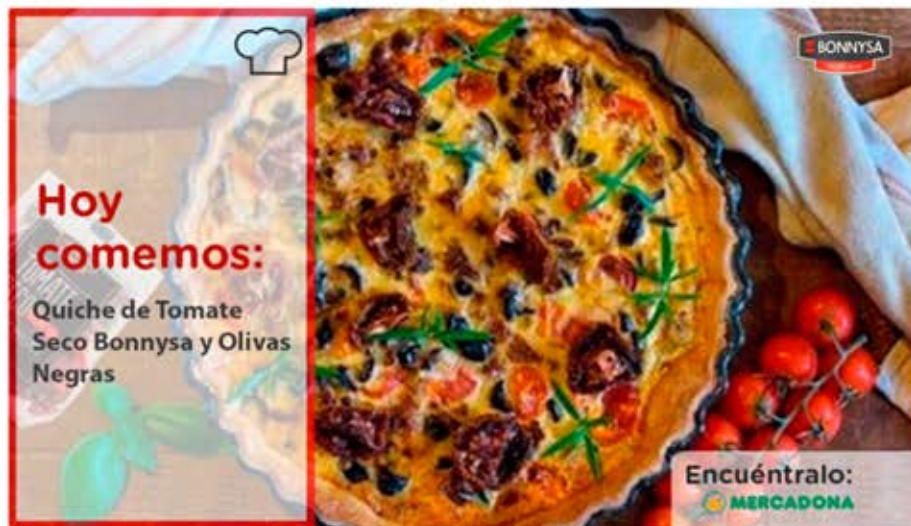 BONNYSA
Hoy
comemos:
Quiche de Tomate
Seco Bonnysa y Olivas
Negras
Encuéntralo:
MERCADONA